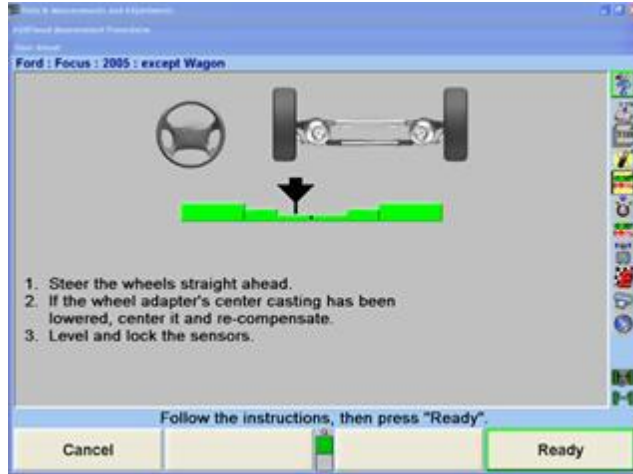 Ford : Focus : 2005 : except Wagon
1. Steer the wheels straight ahead.
2. If the wheel adapter's center casting has been
lowered, center it and re-compensate.
3. Level and lock the sensors.
Follow the instructions, then press "Ready".
Cancel
Ready